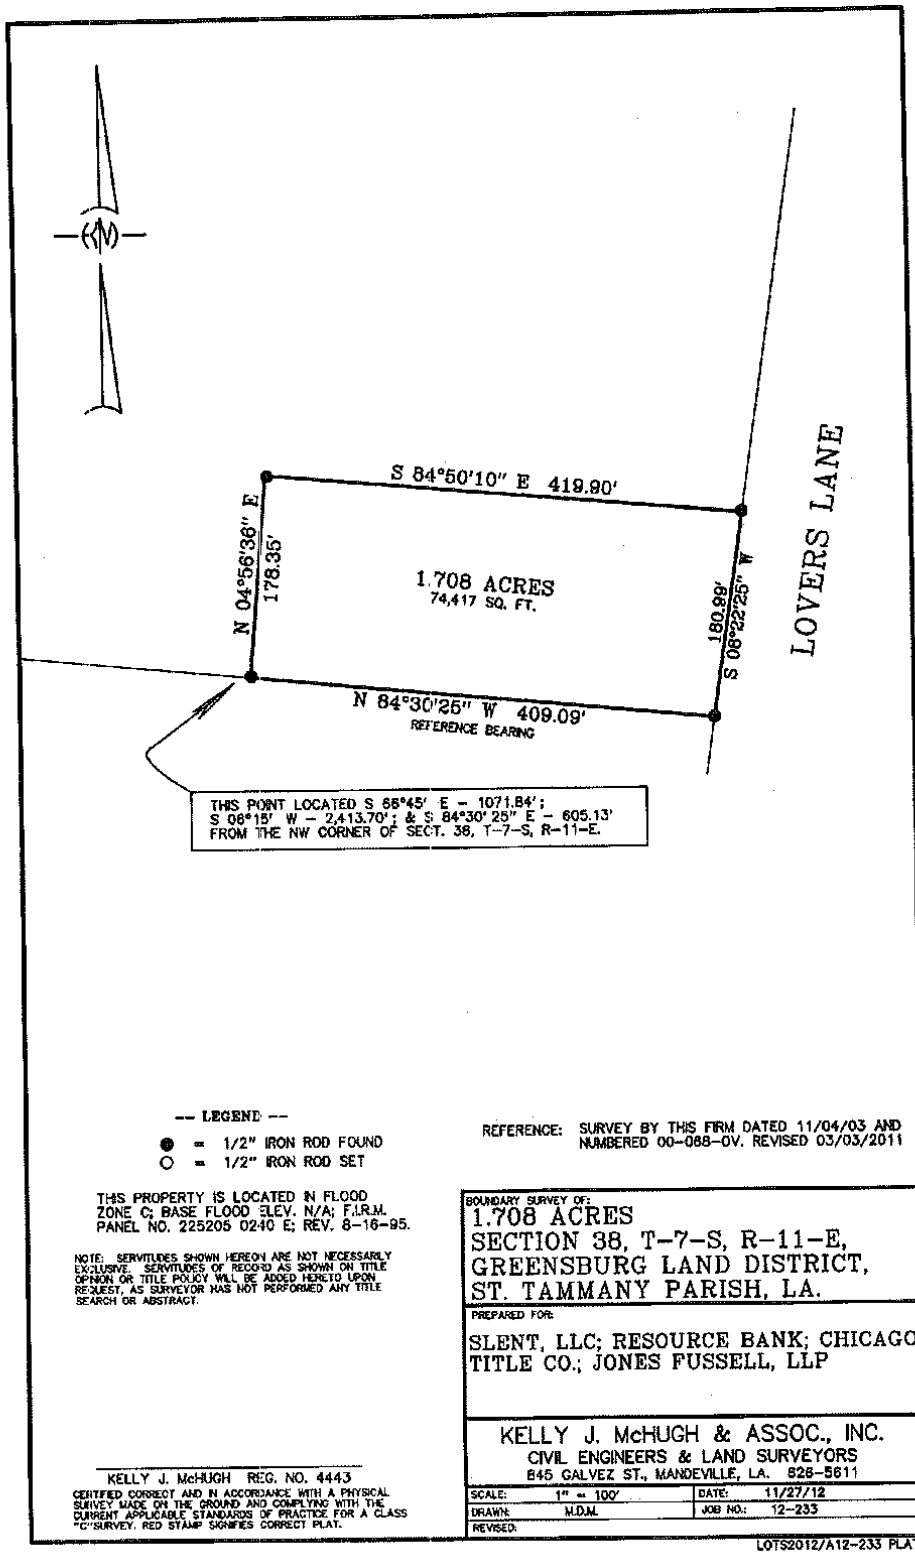 S 84°50'10" E 419.90'
N 04°56'36" E
178.35'
1.708 ACRES
74,417 SQ. FT.
180.99'
S 08°22'25" W
LOVERS LANE
N 84°30'25" W 409.09'
REFERENCE BEARING
THIS POINT LOCATED S 66°45' E - 1071.84';
S 06°15' W - 2,413.70'; & S 84°30'25" E - 605.13'
FROM THE NW CORNER OF SECT. 38, T-7-S, R-11-E.
-- LEGEND --
● = 1/2" IRON ROD FOUND
○ = 1/2" IRON ROD SET
REFERENCE: SURVEY BY THIS FIRM DATED 11/04/03 AND
NUMBERED 00-068-OV, REVISED 03/03/2011
THIS PROPERTY IS LOCATED IN FLOOD
ZONE C; BASE FLOOD ELEV. N/A; F.I.R.M.
PANEL NO. 225205 0240 E; REV. 8-16-95.
NOTE: SERVITUDES SHOWN HEREON ARE NOT NECESSARILY
EXCLUSIVE. SERVITUDES OF RECORD AS SHOWN ON TITLE
OPINION OR TITLE POLICY WILL BE ADDED HERETO UPON
REQUEST, AS SURVEYOR HAS NOT PERFORMED ANY TITLE
SEARCH OR ABSTRACT.
BOUNDARY SURVEY OF:
1.708 ACRES
SECTION 38, T-7-S, R-11-E,
GREENSBURG LAND DISTRICT,
ST. TAMMANY PARISH, LA.
PREPARED FOR:
SLENT, LLC; RESOURCE BANK; CHICAGO
TITLE CO.; JONES FUSSELL, LLP
KELLY J. McHUGH & ASSOC., INC.
CIVIL ENGINEERS & LAND SURVEYORS
845 GALVEZ ST., MANDEVILLE, LA. 626-5611
SCALE: 1" = 100' DATE: 11/27/12
DRAWN: M.D.M. JOB NO.: 12-233
REVISED:
KELLY J. McHUGH REG. NO. 4443
CERTIFIED CORRECT AND IN ACCORDANCE WITH A PHYSICAL
SURVEY MADE ON THE GROUND AND COMPLYING WITH THE
CURRENT APPLICABLE STANDARDS OF PRACTICE FOR A CLASS
"C" SURVEY. RED STAMP SIGNIFIES CORRECT PLAT.
LOTS2012/A12-233 PLA